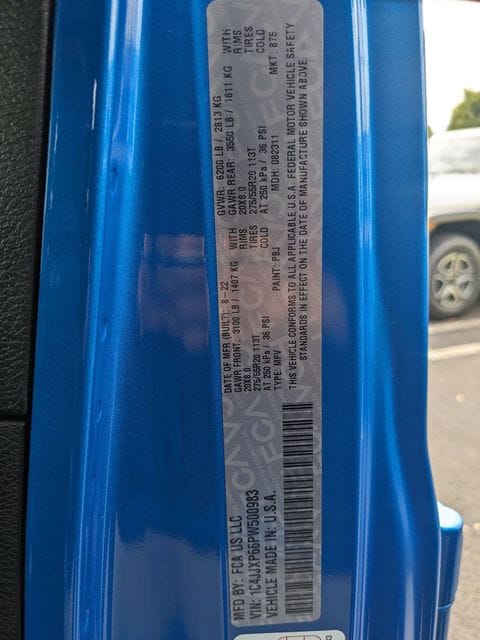 MFD BY: FCA US LLC
DATE OF MFR (BUILT): 8-22
GVWR: 6200 LB / 2813 KG
GAWR FRONT: 3100 LB / 1407 KG WITH
GAWR REAR: 3550 LB / 1611 KG WITH
20X8.0 RIMS
20X8.0 RIMS
275/55R20 113T TIRES
275/55R20 113T TIRES
AT 250 kPa / 36 PSI COLD
AT 250 kPa / 36 PSI COLD
VIN: 1C4JJXP66PW500983
TYPE: MPV
PAINT: PBJ
MDH: 082311
MKT: 875
VEHICLE MADE IN: U.S.A.
THIS VEHICLE CONFORMS TO ALL APPLICABLE U.S.A. FEDERAL MOTOR VEHICLE SAFETY
STANDARDS IN EFFECT ON THE DATE OF MANUFACTURE SHOWN ABOVE.
FCA